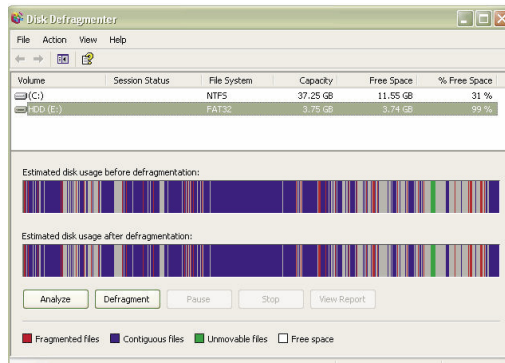 Disk Defragmenter
File Action View Help
Volume Session Status File System Capacity Free Space % Free Space
(C:) NTFS 37.25 GB 11.55 GB 31 %
HDD (E:) FAT32 3.75 GB 3.74 GB 99 %
Estimated disk usage before defragmentation:
Estimated disk usage after defragmentation:
Analyze Defragment Pause Stop View Report
Fragmented files Contiguous files Unmovable files Free space